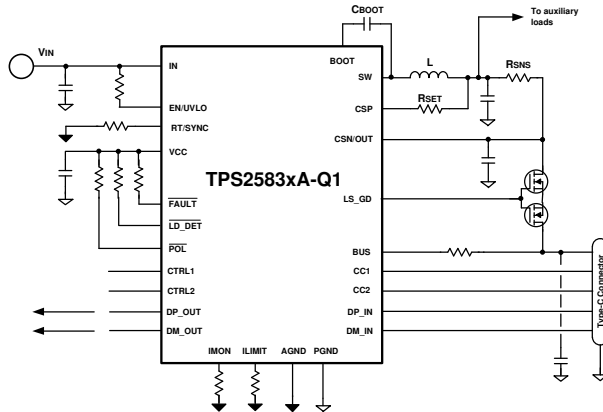 CBOOT
To auxiliary
loads
VIN
IN
BOOT
SW
L
RSNS
EN/UVLO
CSP
RSET
RT/SYNC
CSN/OUT
VCC
TPS2583xA-Q1
FAULT
LS_GD
LD_DET
POL
BUS
CTRL1
CC1
CTRL2
CC2
DP_OUT
DP_IN
DM_OUT
DM_IN
Type-C Connector
IMON
ILIMIT
AGND
PGND